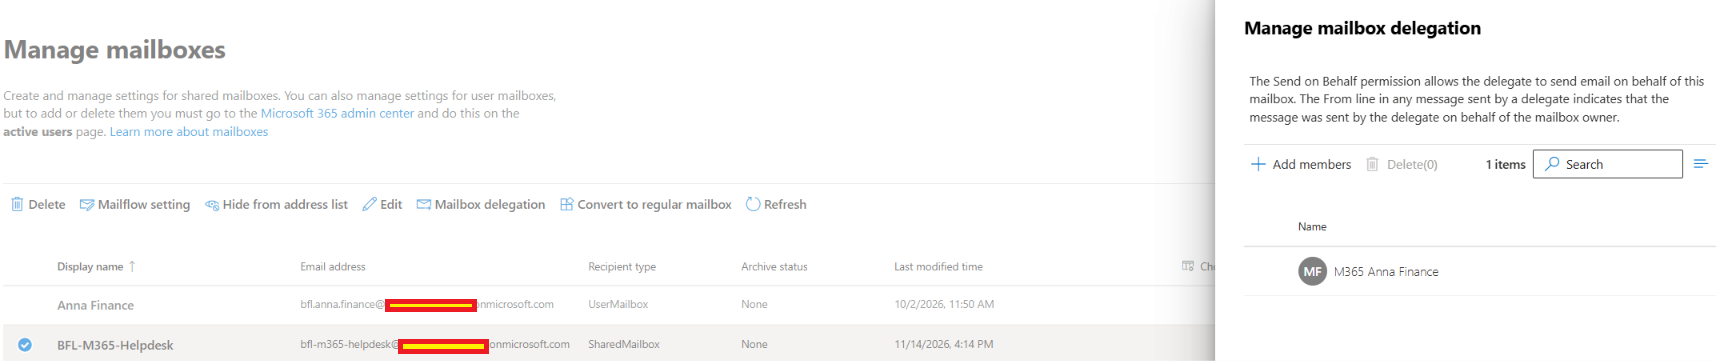 Manage mailboxes
Create and manage settings for shared mailboxes. You can also manage settings for user mailboxes,
but to add or delete them you must go to the Microsoft 365 admin center and do this on the
active users page. Learn more about mailboxes
Delete Mailflow setting Hide from address list Edit Mailbox delegation Convert to regular mailbox Refresh
Display name ↑ Email address Recipient type Archive status Last modified time
Anna Finance bfl.anna.finance@ onmicrosoft.com UserMailbox None 10/2/2026, 11:50 AM
BFL-M365-Helpdesk bfl-m365-helpdesk@ onmicrosoft.com SharedMailbox None 11/14/2026, 4:14 PM
Manage mailbox delegation
The Send on Behalf permission allows the delegate to send email on behalf of this
mailbox. The From line in any message sent by a delegate indicates that the
message was sent by the delegate on behalf of the mailbox owner.
Add members Delete(0) 1 items Search
Name
MF M365 Anna Finance